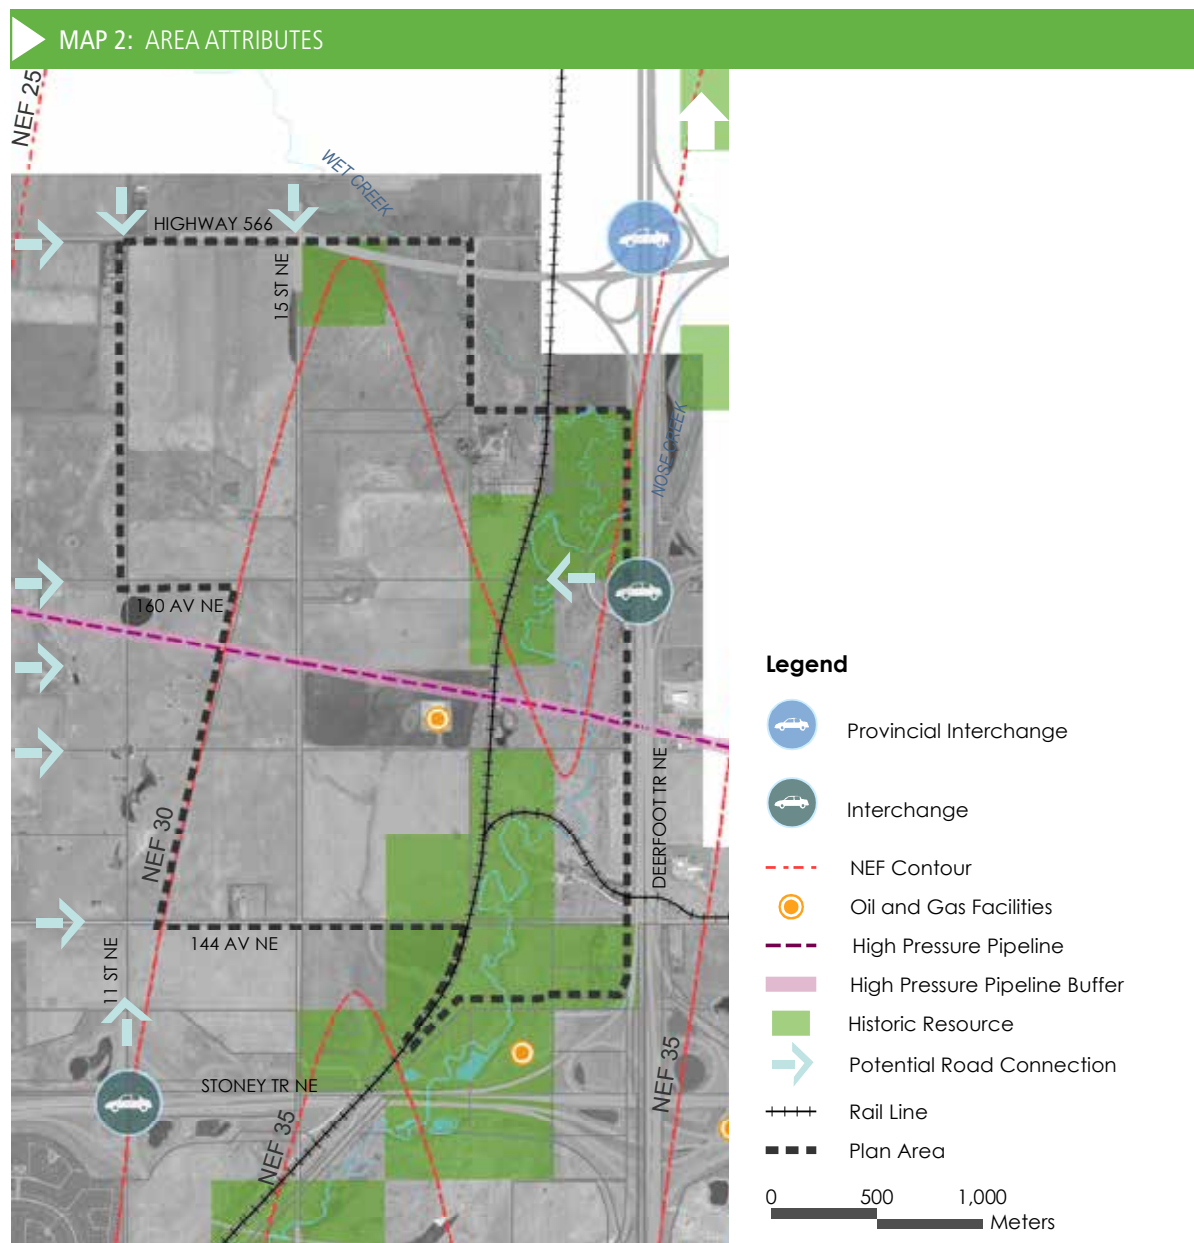 MAP 2: AREA ATTRIBUTES
NEF 25
WET CREEK
HIGHWAY 566
15 ST NE
NOSE CREEK
160 AV NE
NEF 30
DEERFOOT TR NE
144 AV NE
11 ST NE
STONEY TR NE
NEF 35
NEF 35
Legend
Provincial Interchange
Interchange
NEF Contour
Oil and Gas Facilities
High Pressure Pipeline
High Pressure Pipeline Buffer
Historic Resource
Potential Road Connection
Rail Line
Plan Area
0 500 1,000
Meters